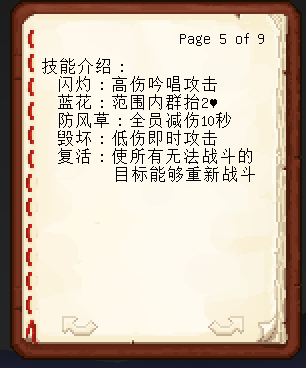 Page 5 of 9
技能介绍：
闪灼：高伤吟唱攻击
蓝花：范围内群抬2♥
防风草：全员减伤10秒
毁坏：低伤即时攻击
复活：使所有无法战斗的
目标能够重新战斗